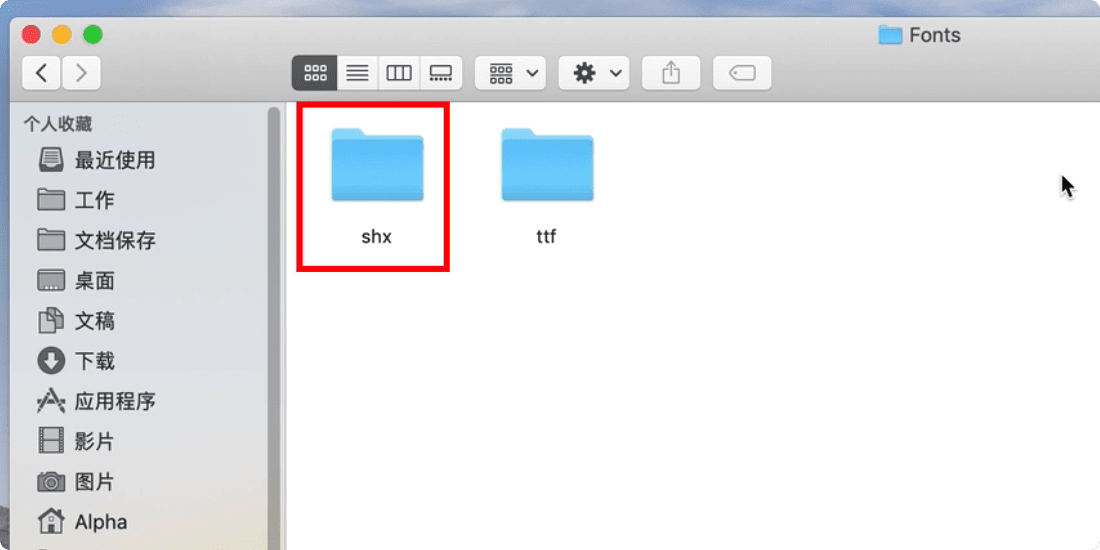 Fonts
个人收藏
最近使用
工作
文档保存
桌面
文稿
下载
应用程序
影片
图片
Alpha
shx
ttf